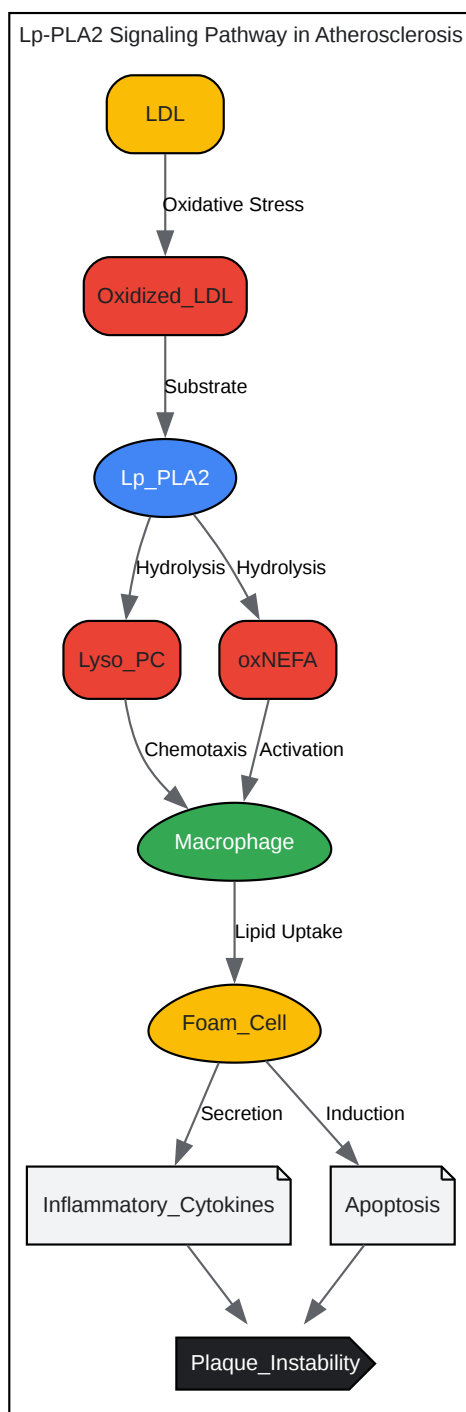 Lp-PLA2 Signaling Pathway in Atherosclerosis
LDL
Oxidative Stress
Oxidized_LDL
Substrate
Lp_PLA2
Hydrolysis
Hydrolysis
Lyso_PC
oxNEFA
Chemotaxis
Activation
Macrophage
Lipid Uptake
Foam_Cell
Secretion
Induction
Inflammatory_Cytokines
Apoptosis
Plaque_Instability